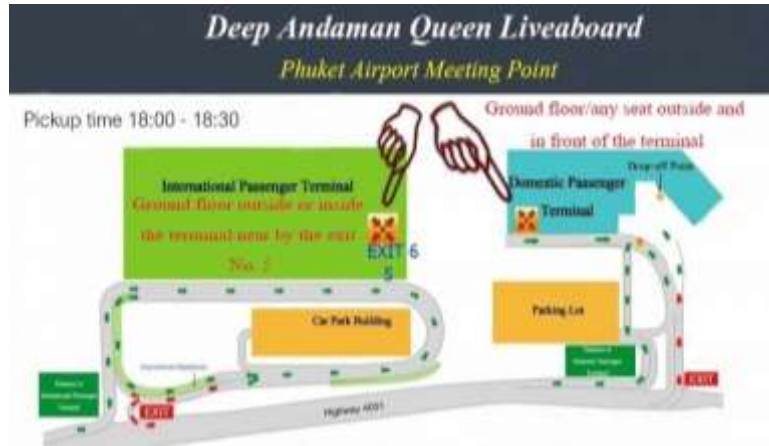 Deep Andaman Queen Liveaboard
Phuket Airport Meeting Point
Pickup time 18:00 - 18:30
Ground floor/any seat outside and
in front of the terminal
International Passenger Terminal
Ground floor outside or inside
the terminal near by the exit
No. 5
EXIT 6
5
Domestic Passenger
Terminal
Drop-off Point
Car Park Building
Parking Lot
EXIT
EXIT
Highway 4031